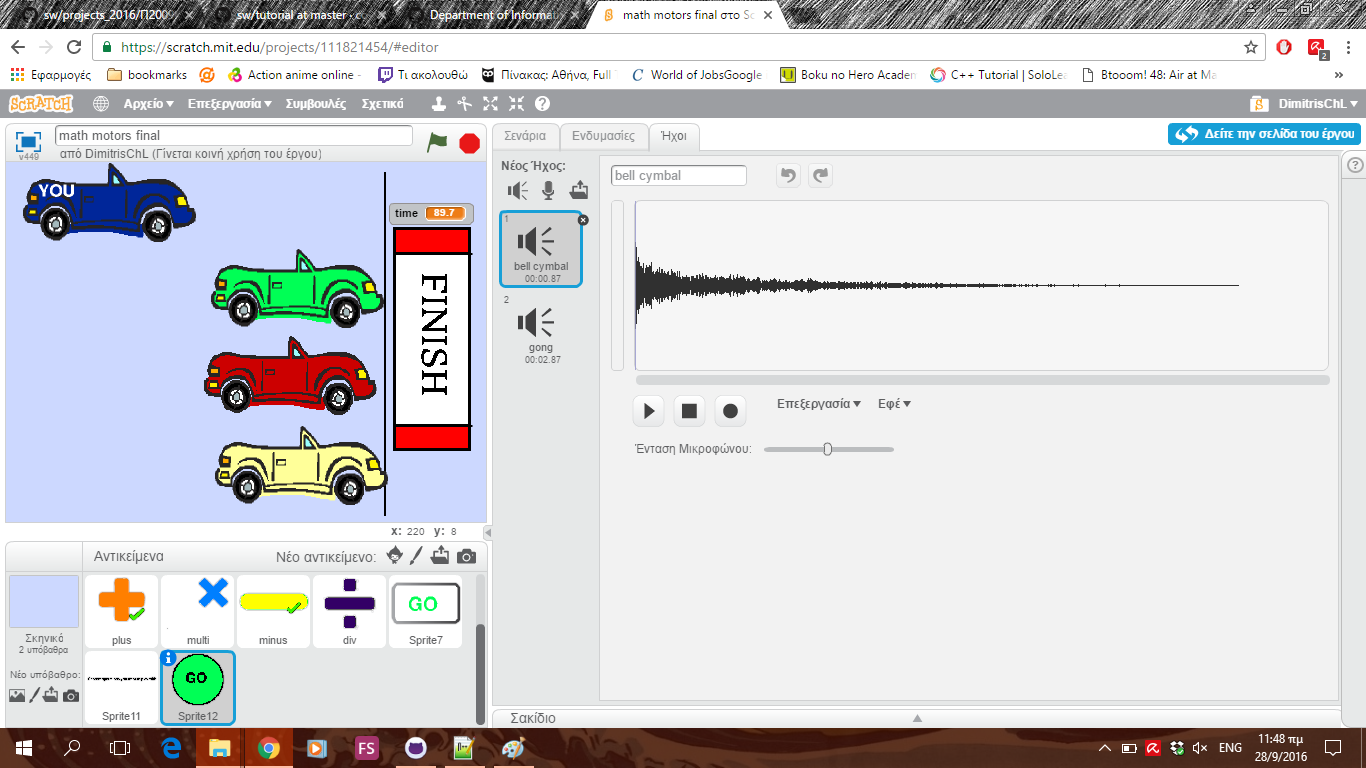 sw/projects_2016/Π2009
sw/tutorial at master · c
Department of Informat
math motors final στο Sc
https://scratch.mit.edu/projects/111821454/#editor
2
Εφαρμογές
bookmarks
Action anime online -
Τι ακολουθώ
Πίνακας: Αθήνα, Full
World of JobsGoogle
Boku no Hero Academ
C++ Tutorial | SoloLea
Btooom! 48: Air at Ma
»
SCRATCH
Αρχείο
Επεξεργασία
Συμβουλές
Σχετικά
DimitrisChL
v449
math motors final
από DimitrisChL (Γίνεται κοινή χρήση του έργου)
Σενάρια
Ενδυμασίες
Ήχοι
Δείτε την σελίδα του έργου
YOU
time 89.7
FINISH
Νέος Ήχος:
1
bell cymbal
00:00.87
2
gong
00:02.87
bell cymbal
Επεξεργασία
Εφέ
Ένταση Μικροφώνου:
x: 220 y: 8
Αντικείμενα
Νέο αντικείμενο:
Σκηνικό
2 υπόβαθρα
Νέο υπόβαθρο:
plus
multi
minus
div
GO
Sprite7
Sprite11
GO
Sprite12
Σακίδιο
FS
ENG
11:48 πμ
28/9/2016